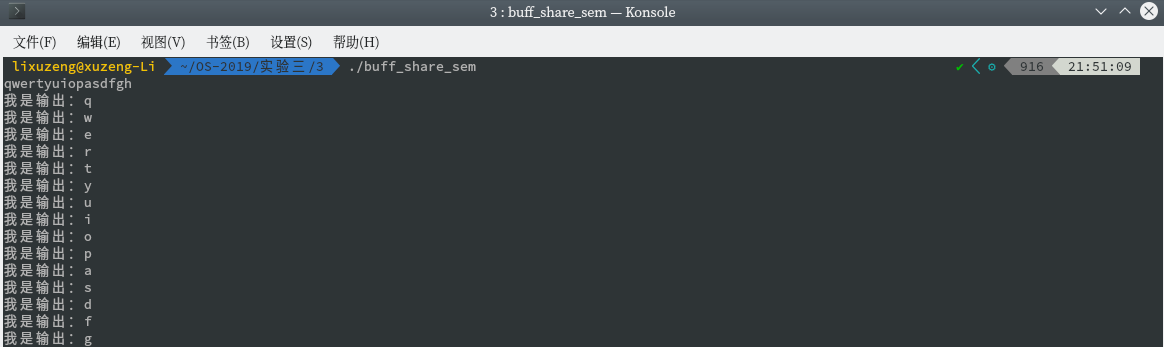 3 : buff_share_sem — Konsole
文件(F) 编辑(E) 视图(V) 书签(B) 设置(S) 帮助(H)
lixuzeng@xuzeng-Li ~/OS-2019/实验三/3 ./buff_share_sem ✔ ⚙ 916 21:51:09
qwertyuiopasdfgh
我是输出: q
我是输出: w
我是输出: e
我是输出: r
我是输出: t
我是输出: y
我是输出: u
我是输出: i
我是输出: o
我是输出: p
我是输出: a
我是输出: s
我是输出: d
我是输出: f
我是输出: g